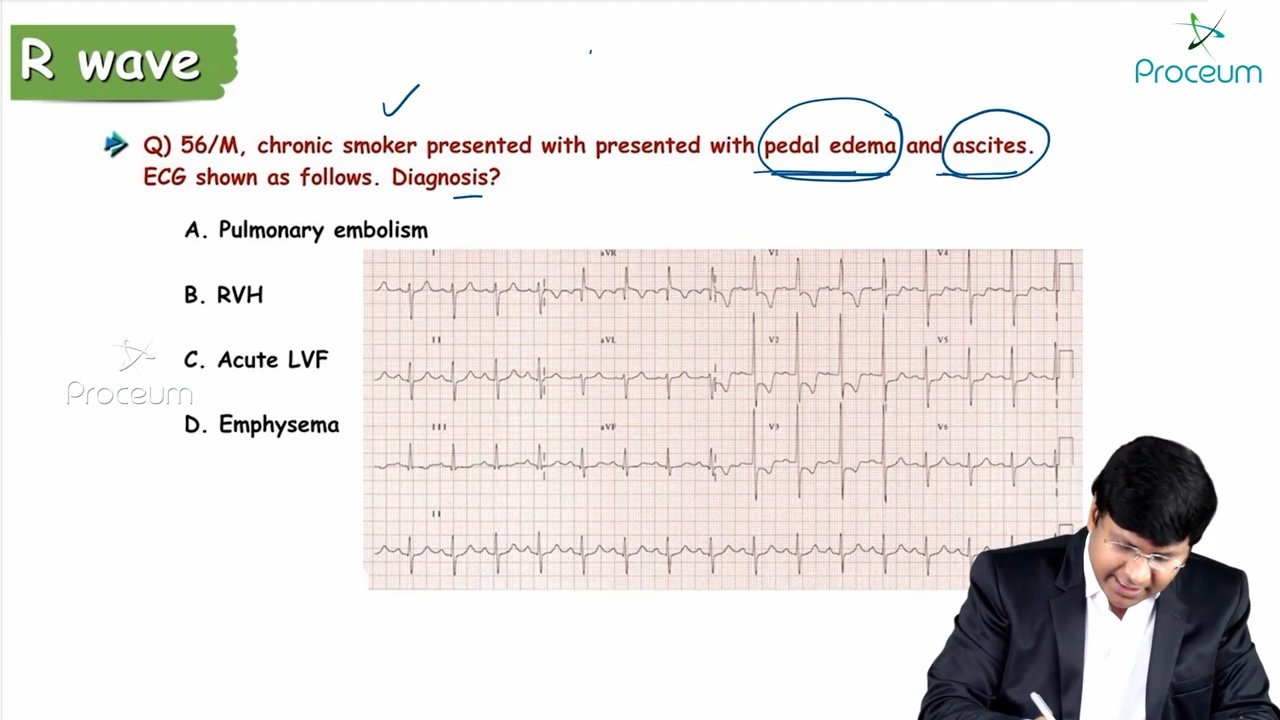 R wave
Proceum
Q) 56/M, chronic smoker presented with presented with pedal edema and ascites.
ECG shown as follows. Diagnosis?
A. Pulmonary embolism
B. RVH
C. Acute LVF
D. Emphysema
Proceum
I aVR V1 V4
II aVL V2 V5
III aVF V3 V6
II